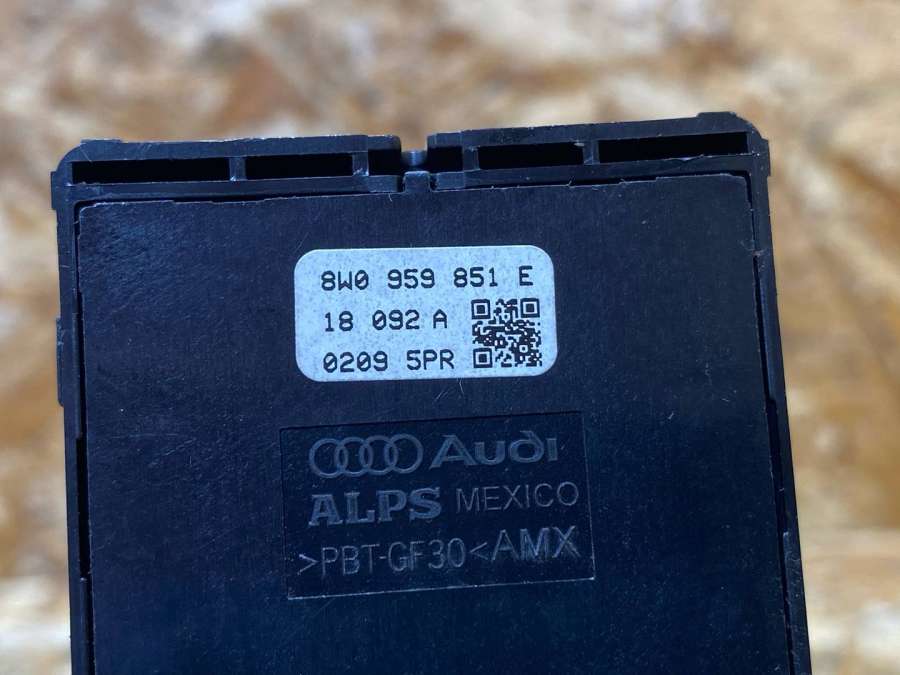 8W0 959 851 E
18 092 A
0209 5PR
Audi
ALPS MEXICO
>PBT-GF30<AMX